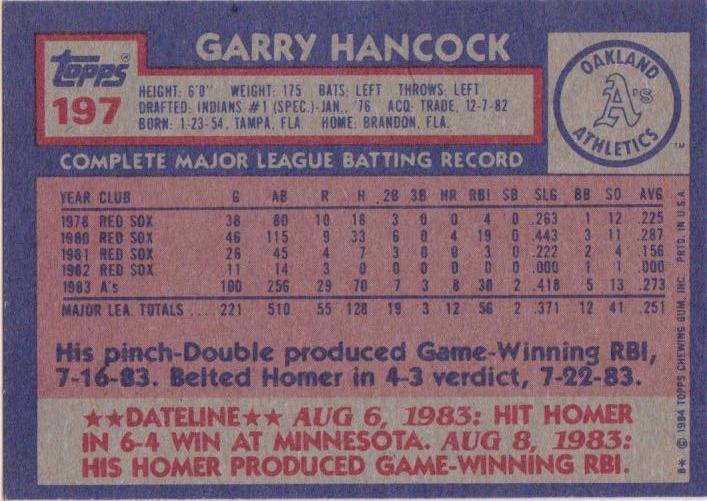 GARRY HANCOCK
Topps
197
HEIGHT: 6'0" WEIGHT: 175 BATS: LEFT THROWS: LEFT
DRAFTED: INDIANS #1 (SPEC.)-JAN., '76 ACQ: TRADE, 12-7-82
BORN: 1-23-54, TAMPA, FLA. HOME: BRANDON, FLA.
OAKLAND
A's
ATHLETICS
TM
COMPLETE MAJOR LEAGUE BATTING RECORD
YEAR CLUB G AB R H 2B 3B HR RBI SB SLG BB SO AVG
1978 RED SOX 38 80 10 18 3 0 0 4 0 .263 1 12 .225
1980 RED SOX 46 115 9 33 6 0 4 19 0 .443 3 11 .287
1981 RED SOX 26 45 4 7 3 0 0 3 0 .222 2 4 .156
1982 RED SOX 11 14 3 0 0 0 0 0 0 .000 1 1 .000
1983 A's 100 256 29 70 7 3 8 30 2 .418 5 13 .273
MAJOR LEA. TOTALS .... 221 510 55 128 19 3 12 56 2 .371 12 41 .251
His pinch-Double produced Game-Winning RBI,
7-16-83. Belted Homer in 4-3 verdict, 7-22-83.
★★DATELINE★★ AUG 6, 1983: HIT HOMER
IN 6-4 WIN AT MINNESOTA. AUG 8, 1983:
HIS HOMER PRODUCED GAME-WINNING RBI.
B* © 1984 TOPPS CHEWING GUM, INC. PRTD. IN U.S.A.